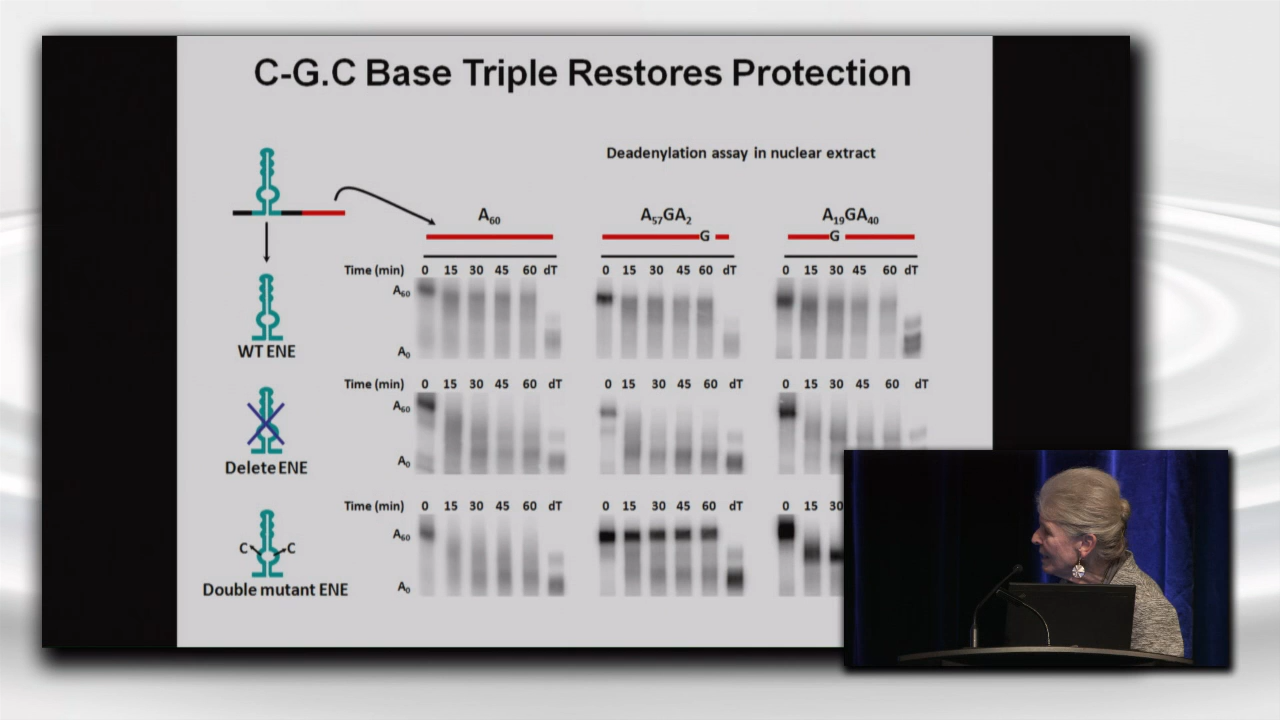 C-G.C Base Triple Restores Protection
Deadenylation assay in nuclear extract
A₆₀ A₅₇GA₂ A₁₉GA₄₀
G G
Time (min) 0 15 30 45 60 dT 0 15 30 45 60 dT 0 15 30 45 60 dT
A₆₀
A₀
WT ENE
Time (min) 0 15 30 45 60 dT 0 15 30 45 60 dT 0 15 30 45 60 dT
A₆₀
A₀
Delete ENE
Time (min) 0 15 30 45 60 dT 0 15 30 45 60 dT 0 15 30
A₆₀
C C
A₀
Double mutant ENE